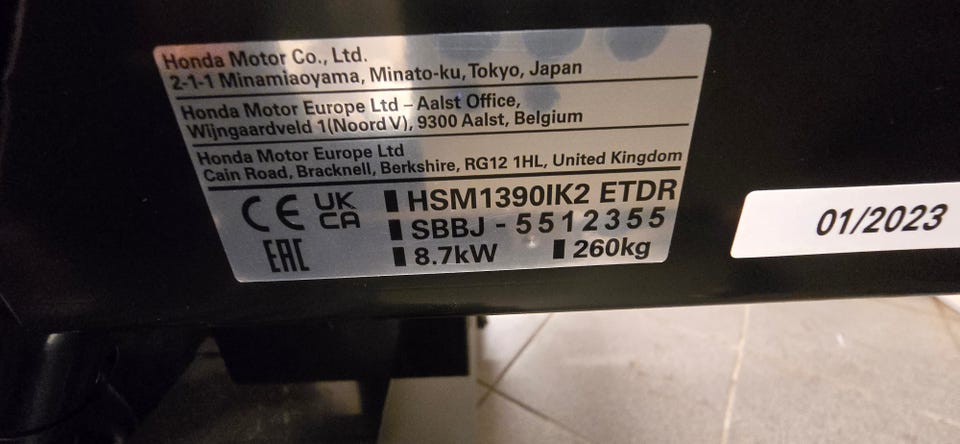 Honda Motor Co., Ltd.
2-1-1 Minamiaoyama, Minato-ku, Tokyo, Japan
Honda Motor Europe Ltd – Aalst Office,
Wijngaardveld 1(Noord V), 9300 Aalst, Belgium
Honda Motor Europe Ltd
Cain Road, Bracknell, Berkshire, RG12 1HL, United Kingdom
CE UK CA EAC
HSM1390IK2 ETDR
SBBJ - 5512355
8.7kW 260kg
01/2023